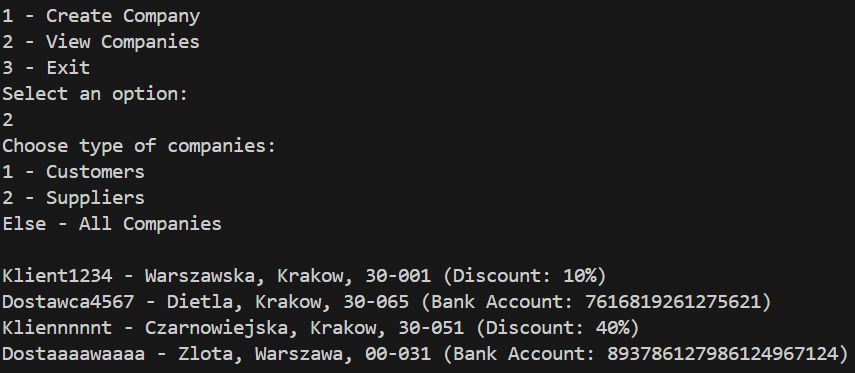 1 - Create Company
2 - View Companies
3 - Exit
Select an option:
2
Choose type of companies:
1 - Customers
2 - Suppliers
Else - All Companies

Klient1234 - Warszawska, Krakow, 30-001 (Discount: 10%)
Dostawca4567 - Dietla, Krakow, 30-065 (Bank Account: 7616819261275621)
Kliennnnnt - Czarnowiejska, Krakow, 30-051 (Discount: 40%)
Dostaaaawaaaa - Zlota, Warszawa, 00-031 (Bank Account: 893786127986124967124)